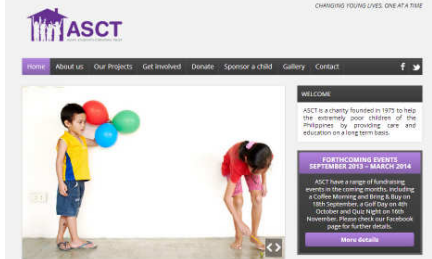 CHANGING YOUNG LIVES, ONE AT A TIME
ASCT
Home About us Our Projects Get involved Donate Sponsor a child Gallery Contact
WELCOME
ASCT is a charity founded in 1975 to help
the extremely poor children of the
Philippines by providing care and
education on a long term basis.
FORTHCOMING EVENTS
SEPTEMBER 2013 – MARCH 2014
ASCT have a range of fundraising
events in the coming months, including
a Coffee Morning and Bring & Buy on
18th September, a Golf Day on 4th
October and Quiz Night on 16th
November. Please check our Facebook
page for further details.
More details